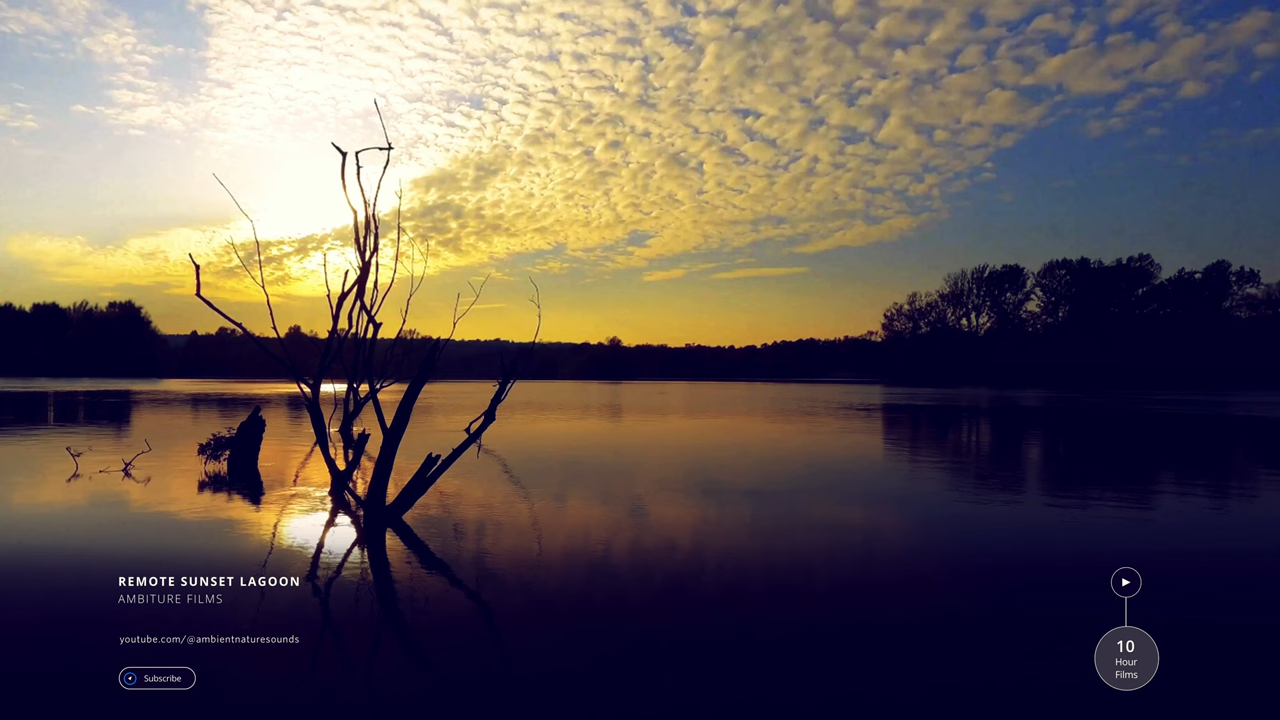 REMOTE SUNSET LAGOON
AMBITURE FILMS
youtube.com/@ambientnaturesounds
Subscribe
10
Hour
Films